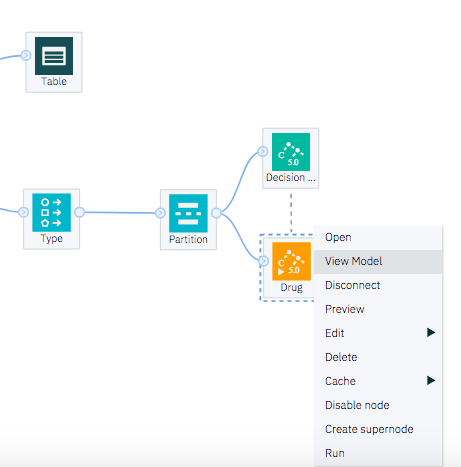 Table
C 5.0
Decision ...
Type
Partition
C 5.0
Drug
Open
View Model
Disconnect
Preview
Edit
Delete
Cache
Disable node
Create supernode
Run